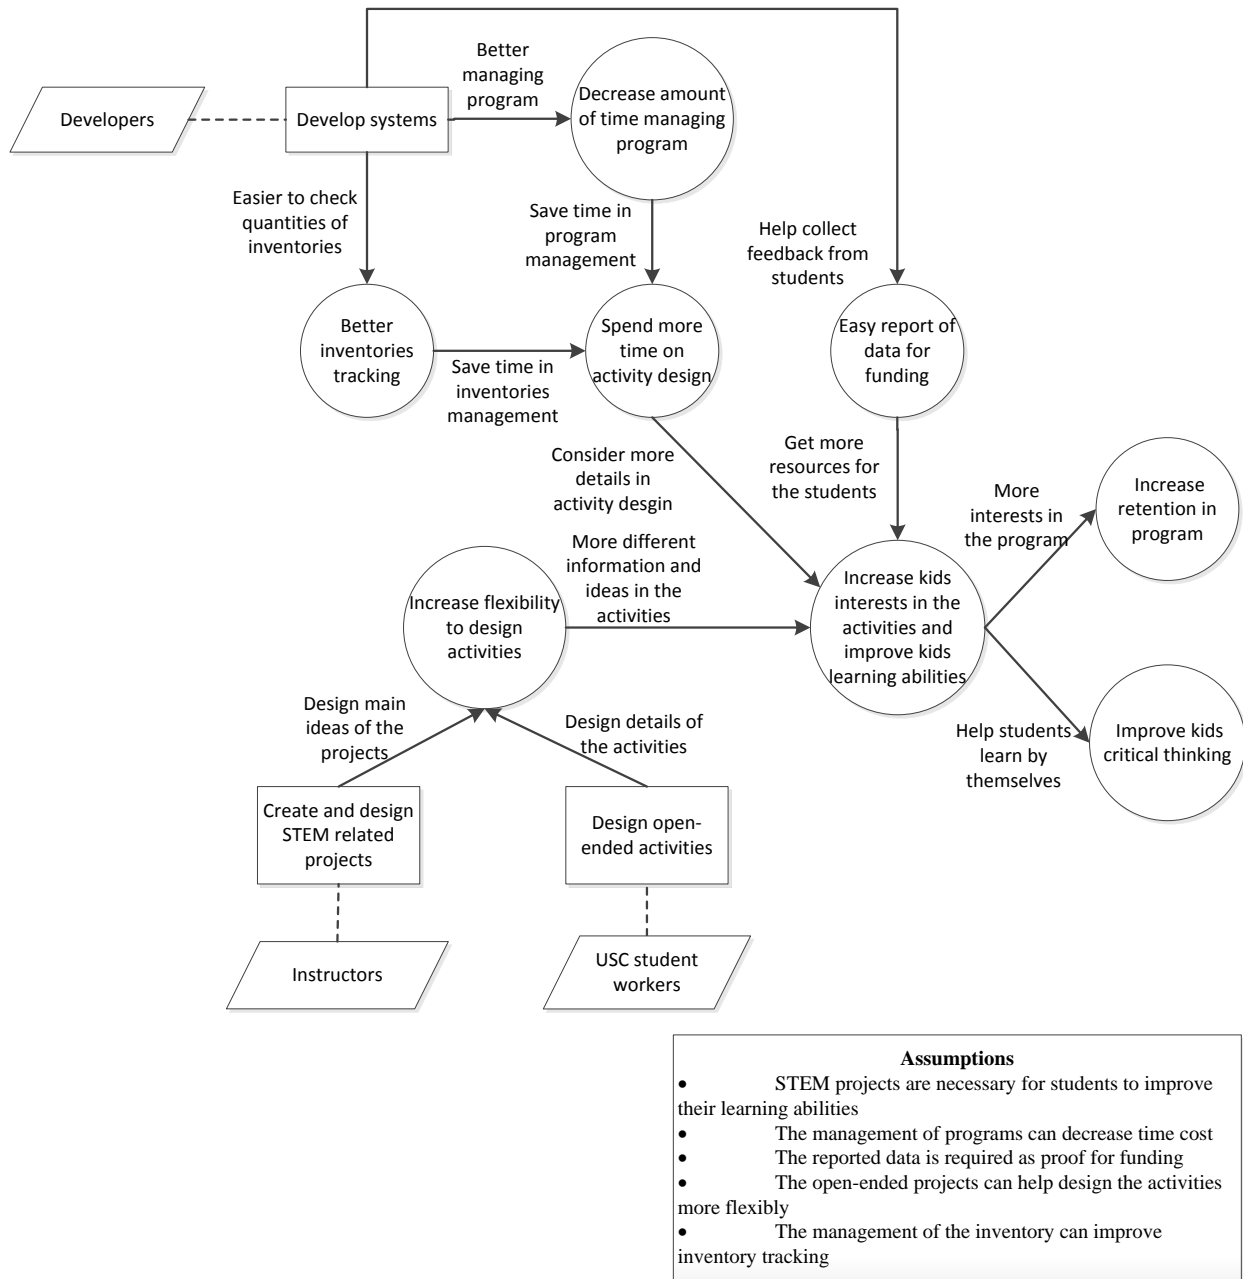 Better
managing
program
Decrease amount
of time managing
program
Developers
Develop systems
Easier to check
quantities of
inventories
Save time in
program
management
Help collect
feedback from
students
Better
inventories
tracking
Save time in
inventories
management
Spend more
time on
activity design
Easy report of
data for
funding
Consider more
details in
activity desgin
Get more
resources for
the students
More
interests in
the program
Increase
retention in
program
More different
information and
ideas in the
activities
Increase flexibility
to design
activities
Increase kids
interests in the
activities and
improve kids
learning abilities
Design main
ideas of the
projects
Design details of
the activities
Help students
learn by
themselves
Improve kids
critical thinking
Create and design
STEM related
projects
Design open-
ended activities
Instructors
USC student
workers
Assumptions
• STEM projects are necessary for students to improve
their learning abilities
• The management of programs can decrease time cost
• The reported data is required as proof for funding
• The open-ended projects can help design the activities
more flexibly
• The management of the inventory can improve
inventory tracking